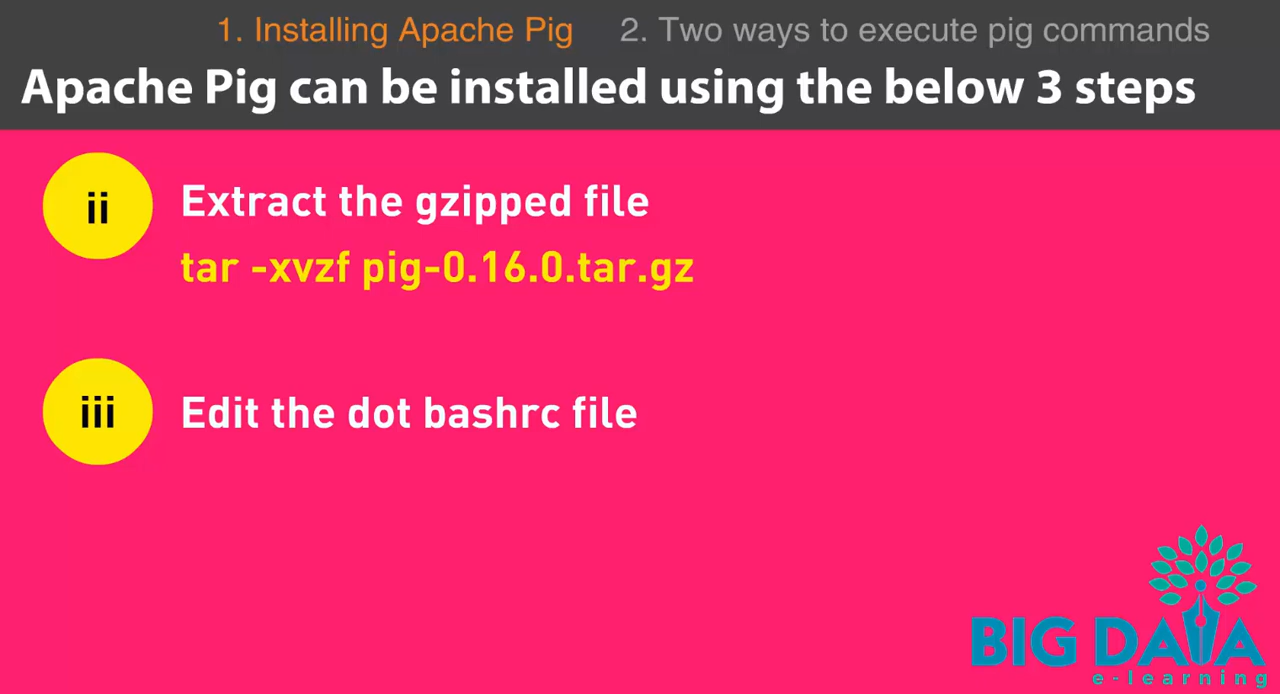 1. Installing Apache Pig 2. Two ways to execute pig commands
Apache Pig can be installed using the below 3 steps
ii Extract the gzipped file
tar -xvzf pig-0.16.0.tar.gz
iii Edit the dot bashrc file
BIG DATA
e-learning